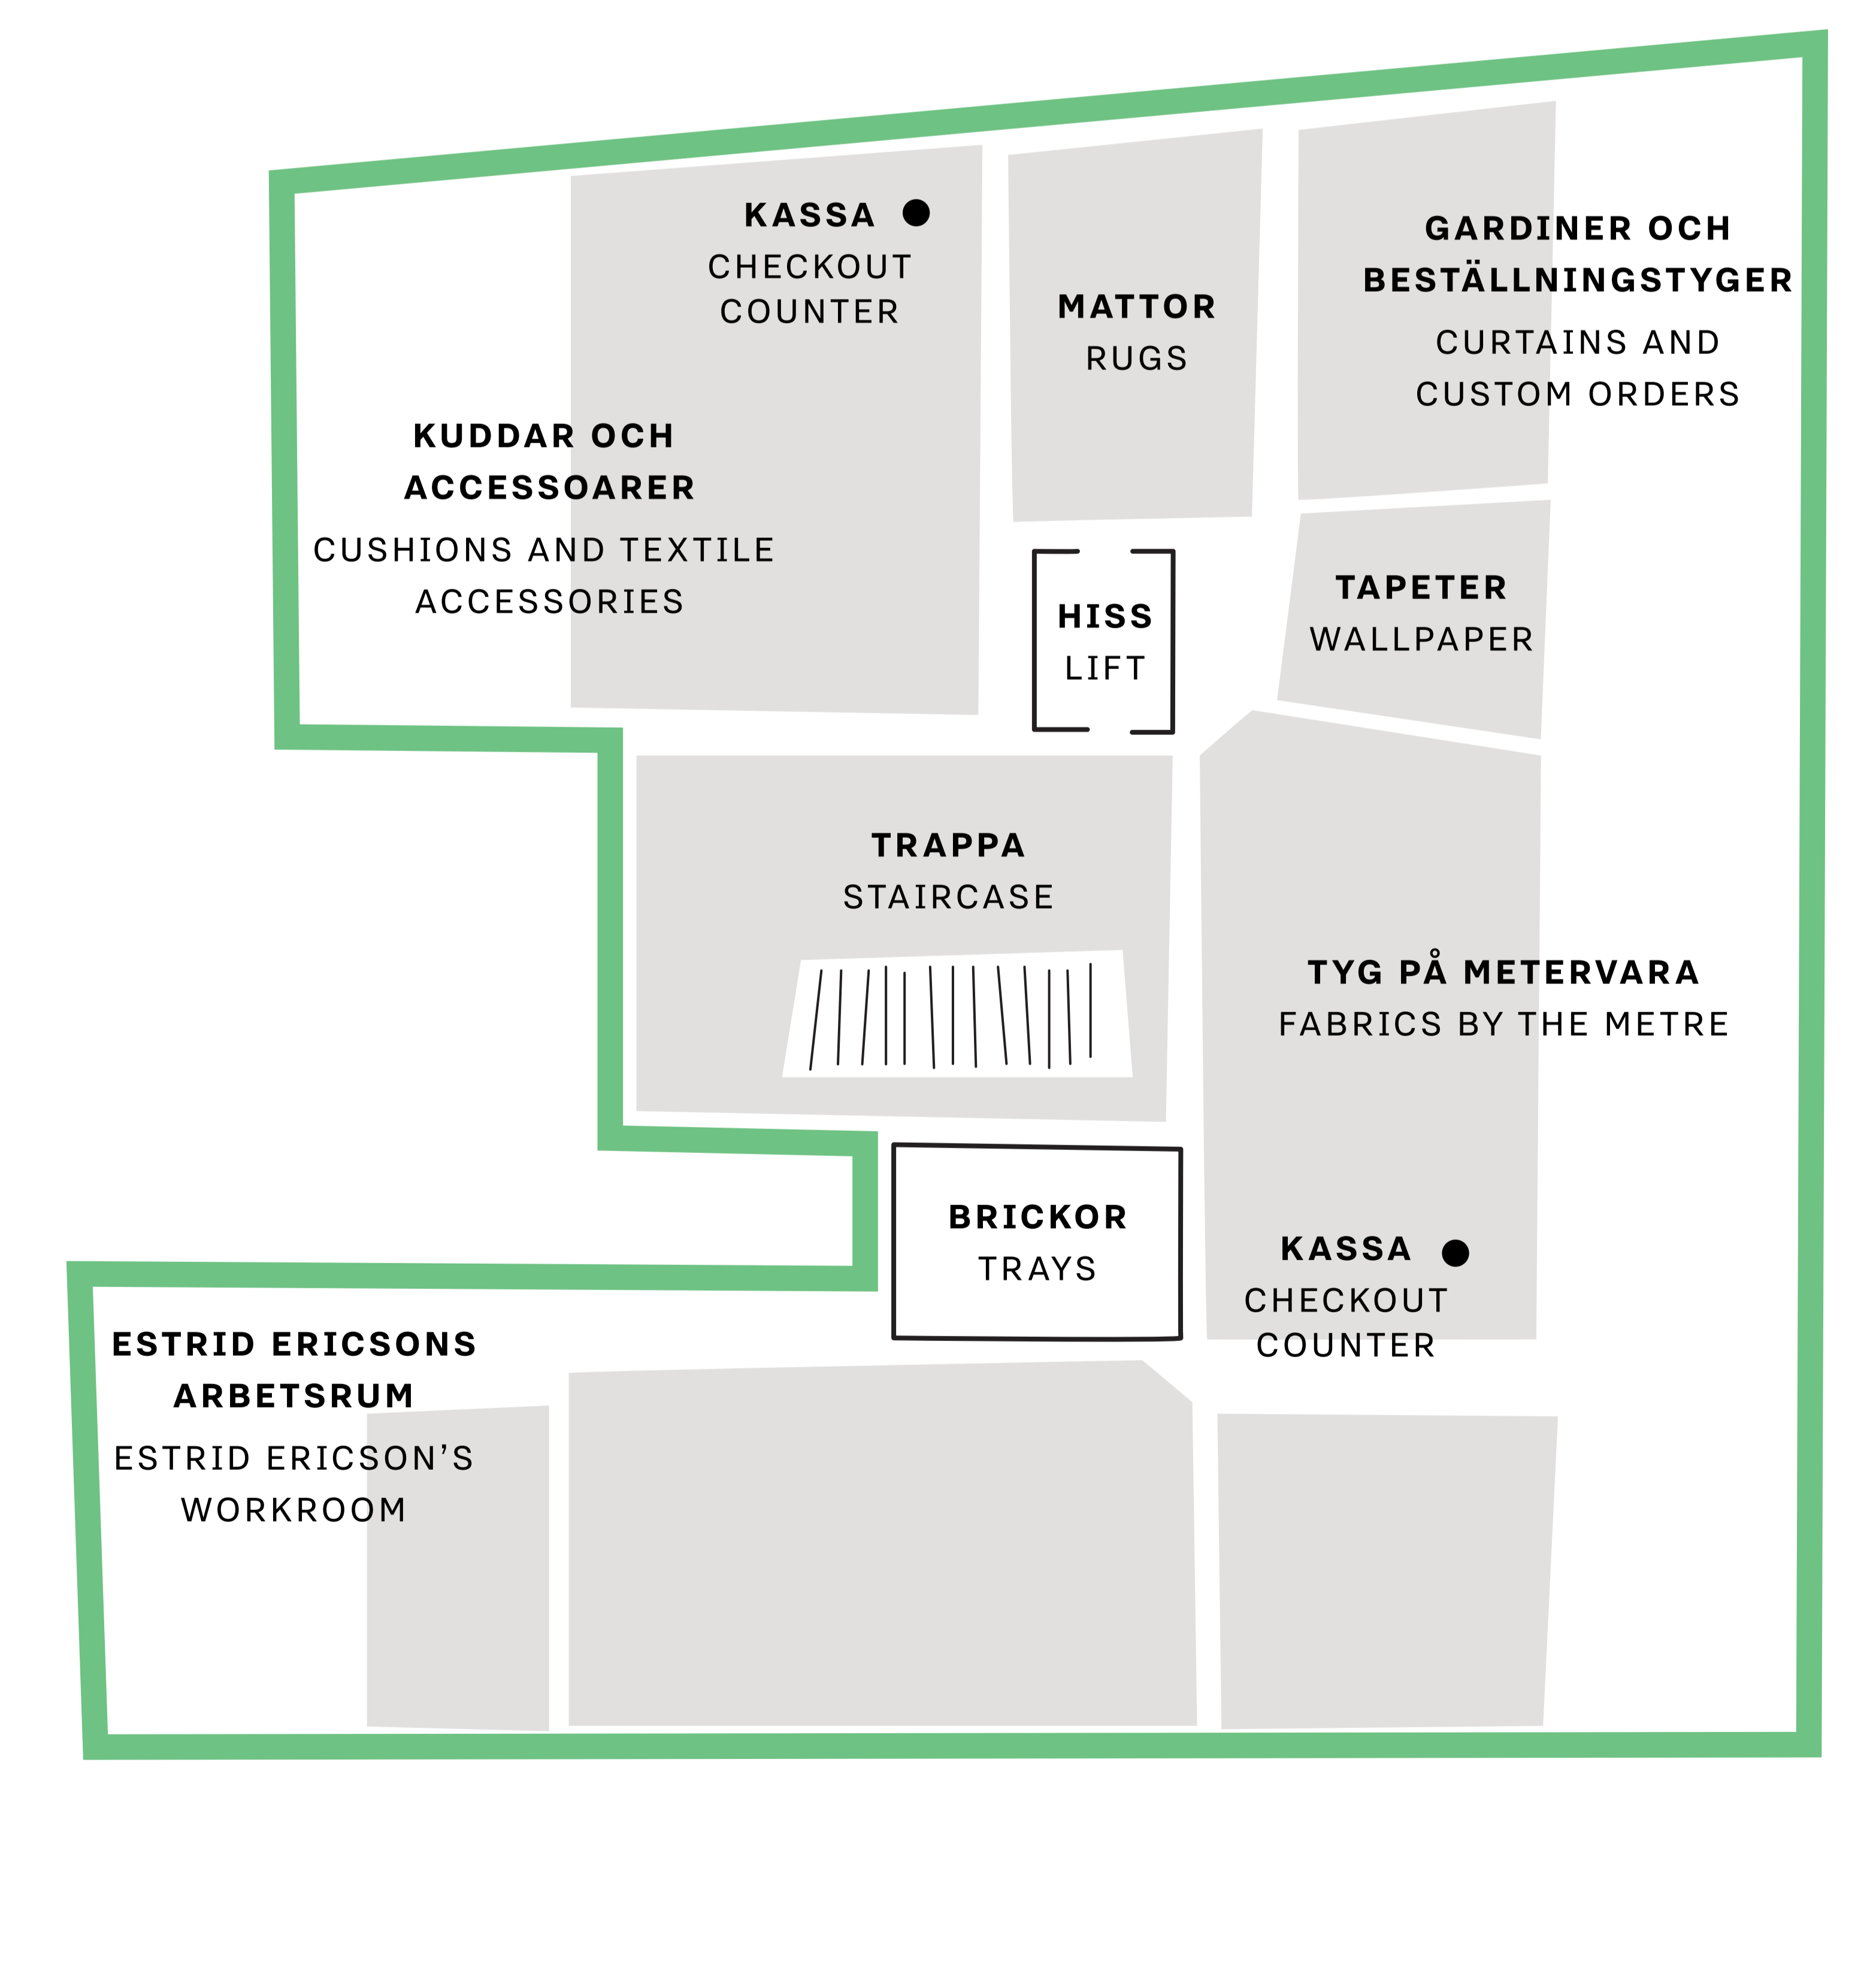 KASSA
CHECKOUT
COUNTER
MATTOR
RUGS
GARDINER OCH
BESTÄLLNINGSTYGER
CURTAINS AND
CUSTOM ORDERS
KUDDAR OCH
ACCESSOARER
CUSHIONS AND TEXTILE
ACCESSORIES
HISS
LIFT
TAPETER
WALLPAPER
TRAPPA
STAIRCASE
TYG PÅ METERVARA
FABRICS BY THE METRE
BRICKOR
TRAYS
KASSA
CHECKOUT
COUNTER
ESTRID ERICSONS
ARBETSRUM
ESTRID ERICSON’S
WORKROOM